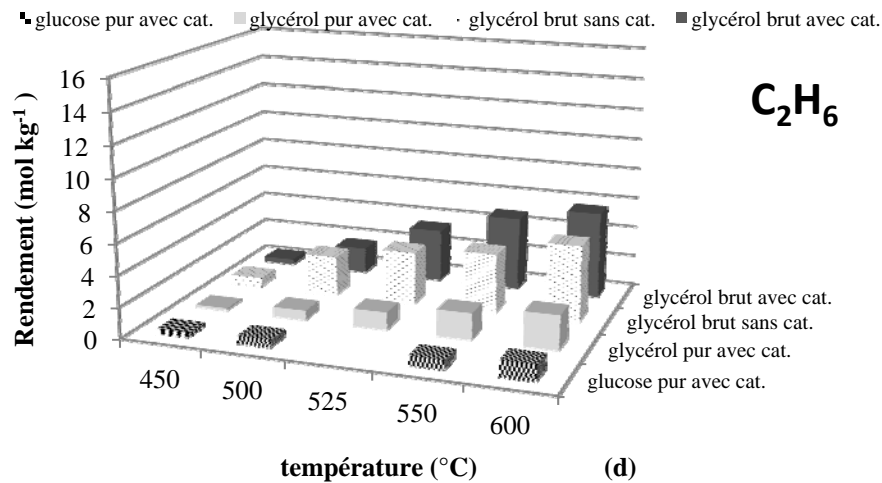 glucose pur avec cat. glycérol pur avec cat. glycérol brut sans cat. glycérol brut avec cat.
C2H6
Rendement (mol kg-1 )
16
14
12
10
8
6
4
2
0
450
500
525
550
600
glycérol brut avec cat.
glycérol brut sans cat.
glycérol pur avec cat.
glucose pur avec cat.
température (°C) (d)